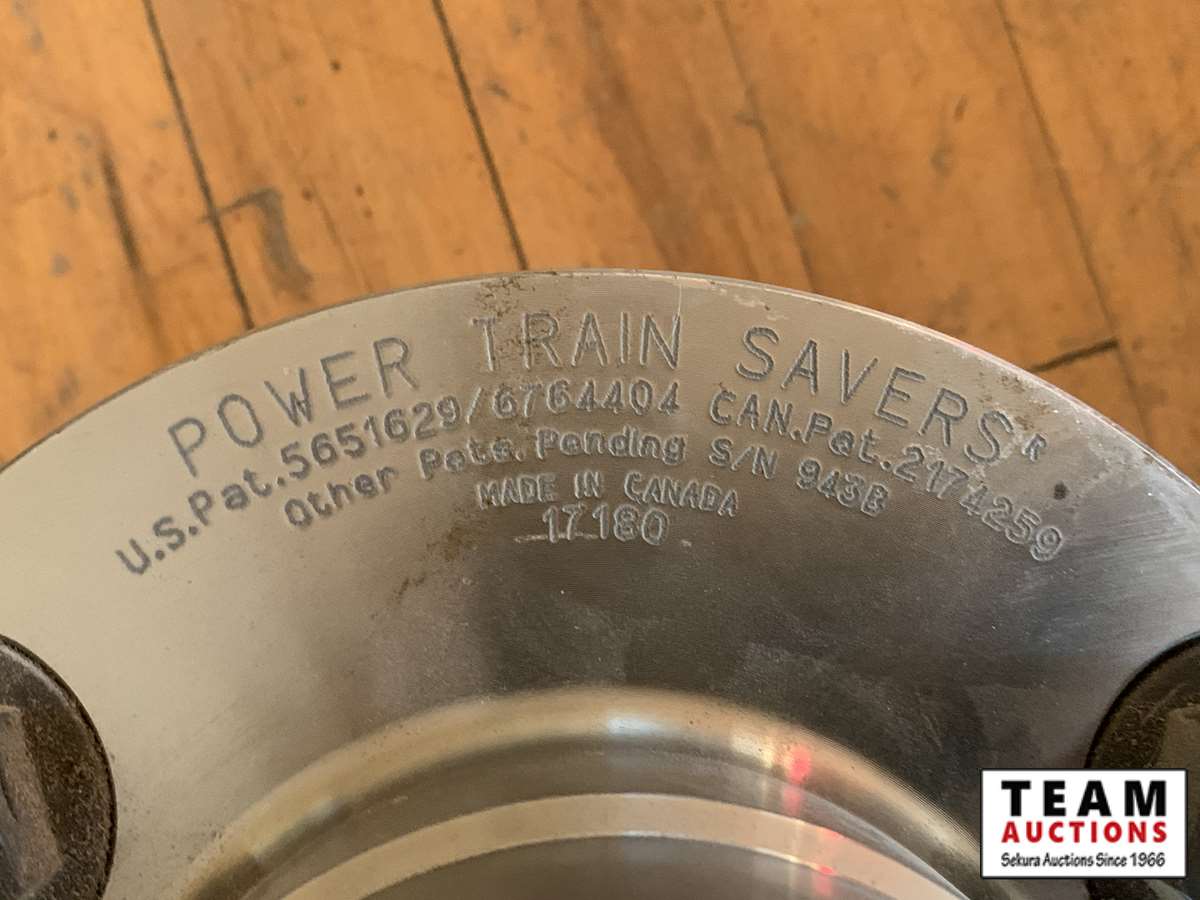 POWER TRAIN SAVERS®
U.S.Pat.5651629/6764404 CAN.Pat.2174259
Other Pats. Pending S/N 943B
MADE IN CANADA
17180
TEAM
AUCTIONS
Sekura Auctions Since 1966